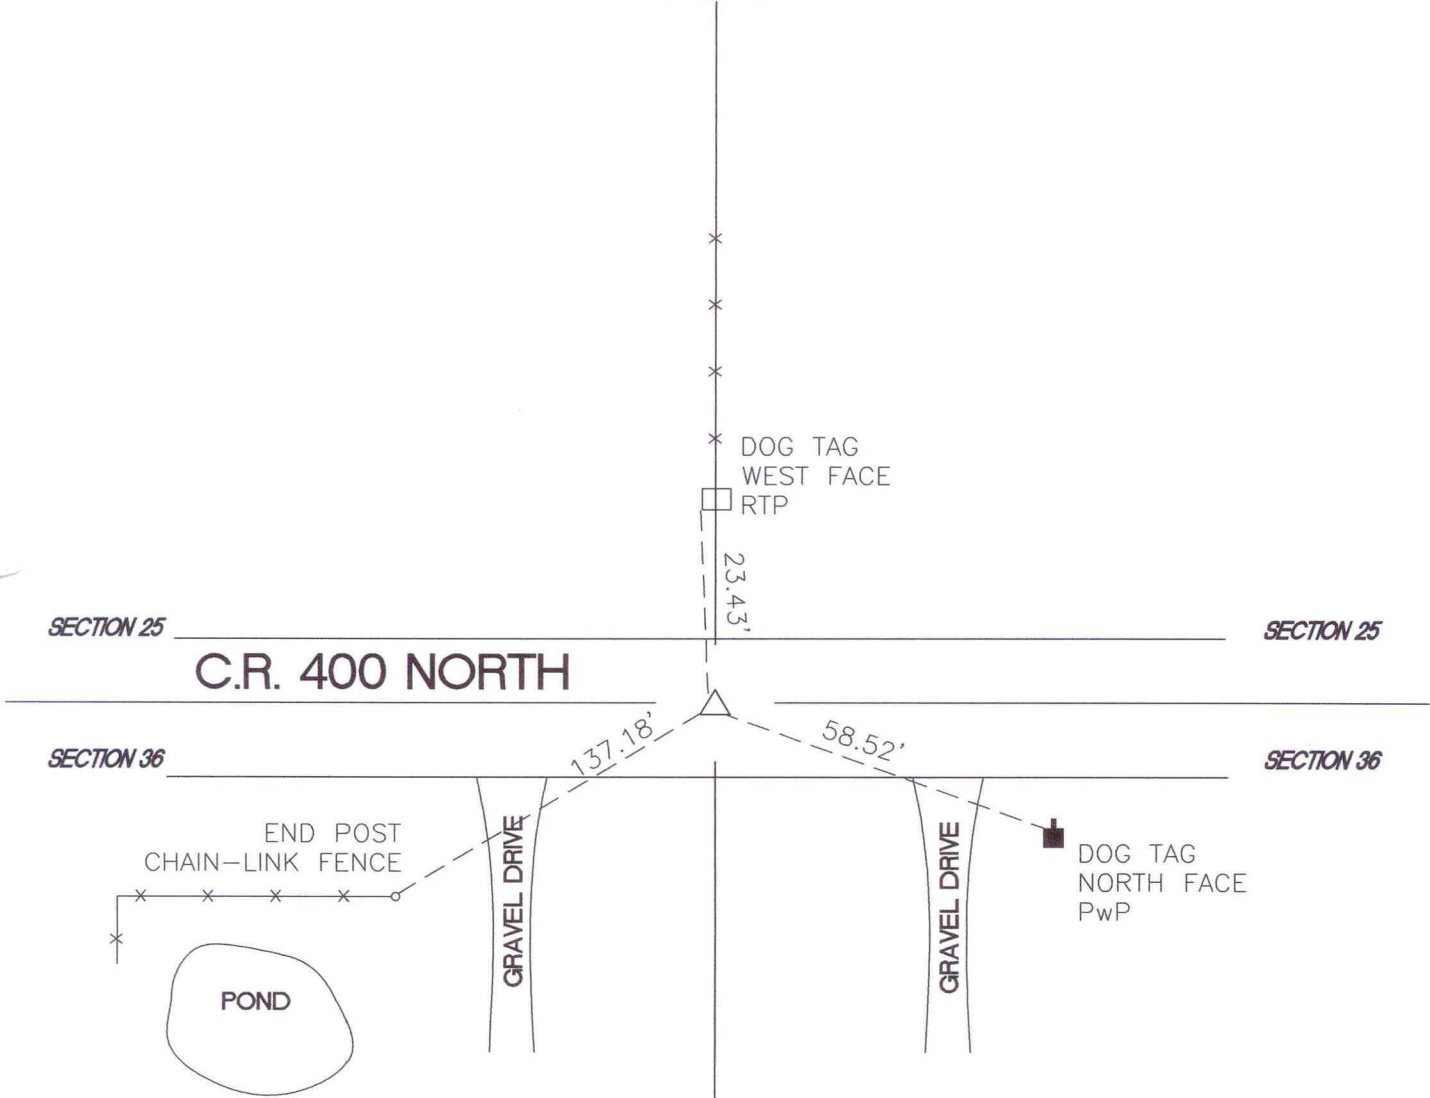 DOG TAG
WEST FACE
RTP
23.43'
SECTION 25
SECTION 25
C.R. 400 NORTH
137.18'
58.52'
SECTION 36
SECTION 36
END POST
CHAIN-LINK FENCE
GRAVEL DRIVE
GRAVEL DRIVE
DOG TAG
NORTH FACE
PwP
POND